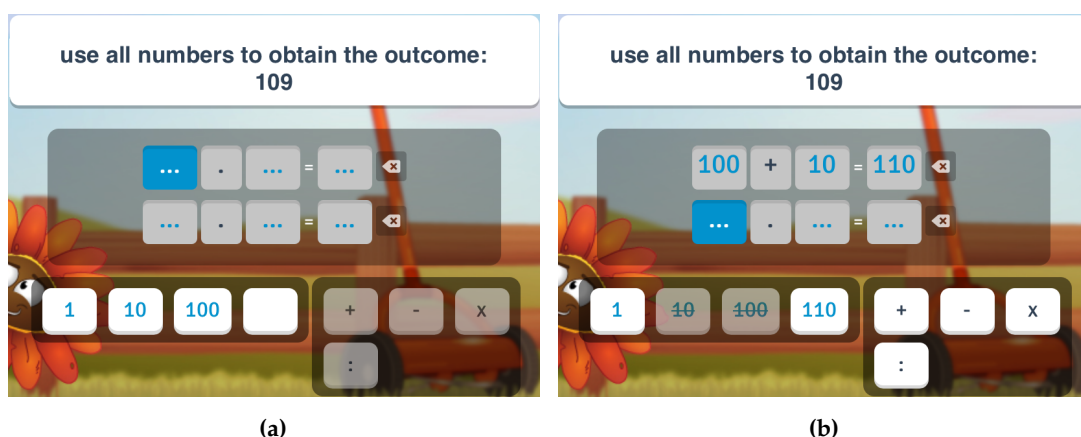 use all numbers to obtain the outcome:
109
... . ... = ...
... . ... = ...
1 10 100 + - x
:
(a)
use all numbers to obtain the outcome:
109
100 + 10 = 110
... . ... = ...
1 10 100 110 + - x
:
(b)